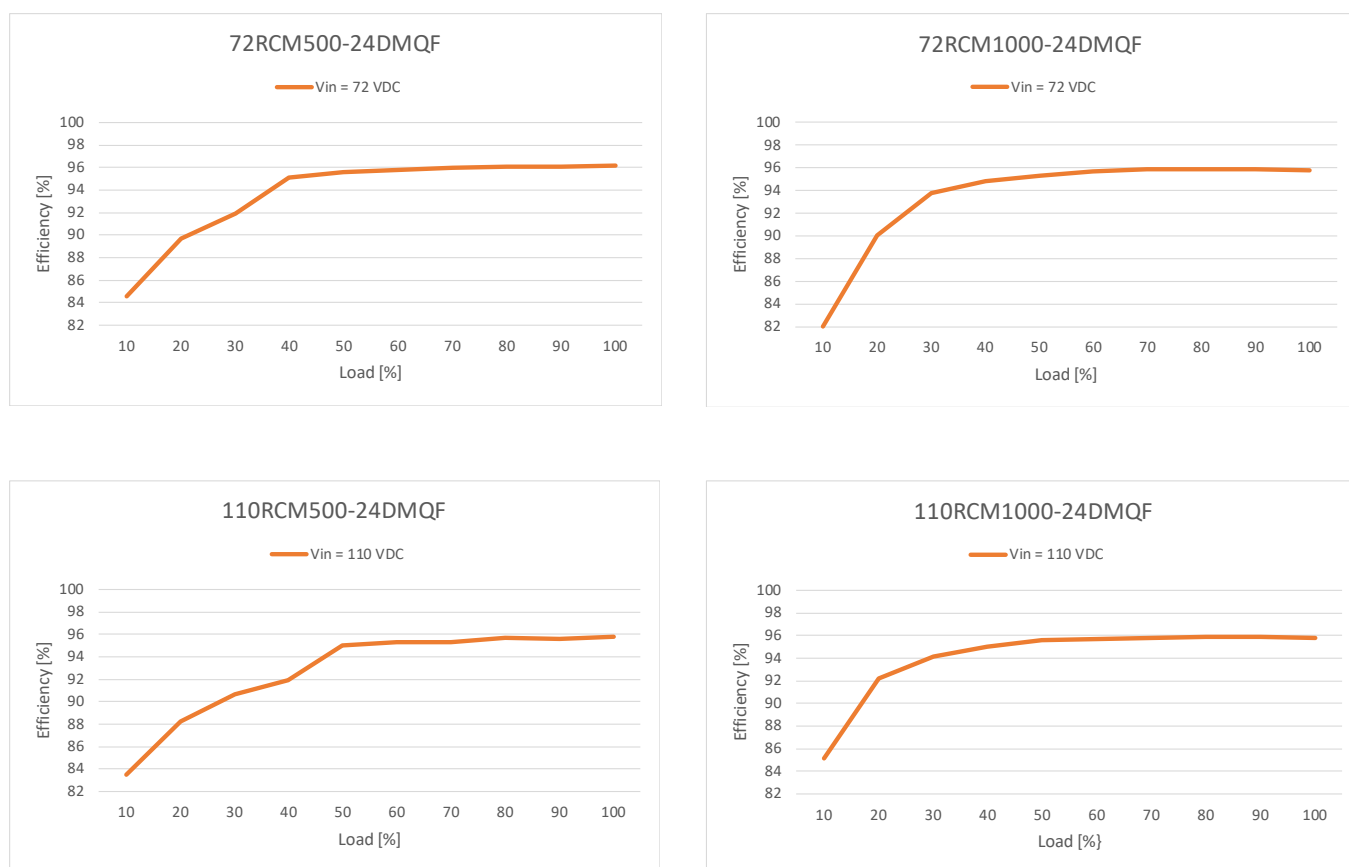 72RCM500-24DMQF
Vin = 72 VDC
Efficiency [%]
100
98
96
94
92
90
88
86
84
82
10 20 30 40 50 60 70 80 90 100
Load [%]
72RCM1000-24DMQF
Vin = 72 VDC
Efficiency [%]
100
98
96
94
92
90
88
86
84
82
10 20 30 40 50 60 70 80 90 100
Load [%]
110RCM500-24DMQF
Vin = 110 VDC
Efficiency [%]
100
98
96
94
92
90
88
86
84
82
10 20 30 40 50 60 70 80 90 100
Load [%]
110RCM1000-24DMQF
Vin = 110 VDC
Efficiency [%]
100
98
96
94
92
90
88
86
84
82
10 20 30 40 50 60 70 80 90 100
Load [%}